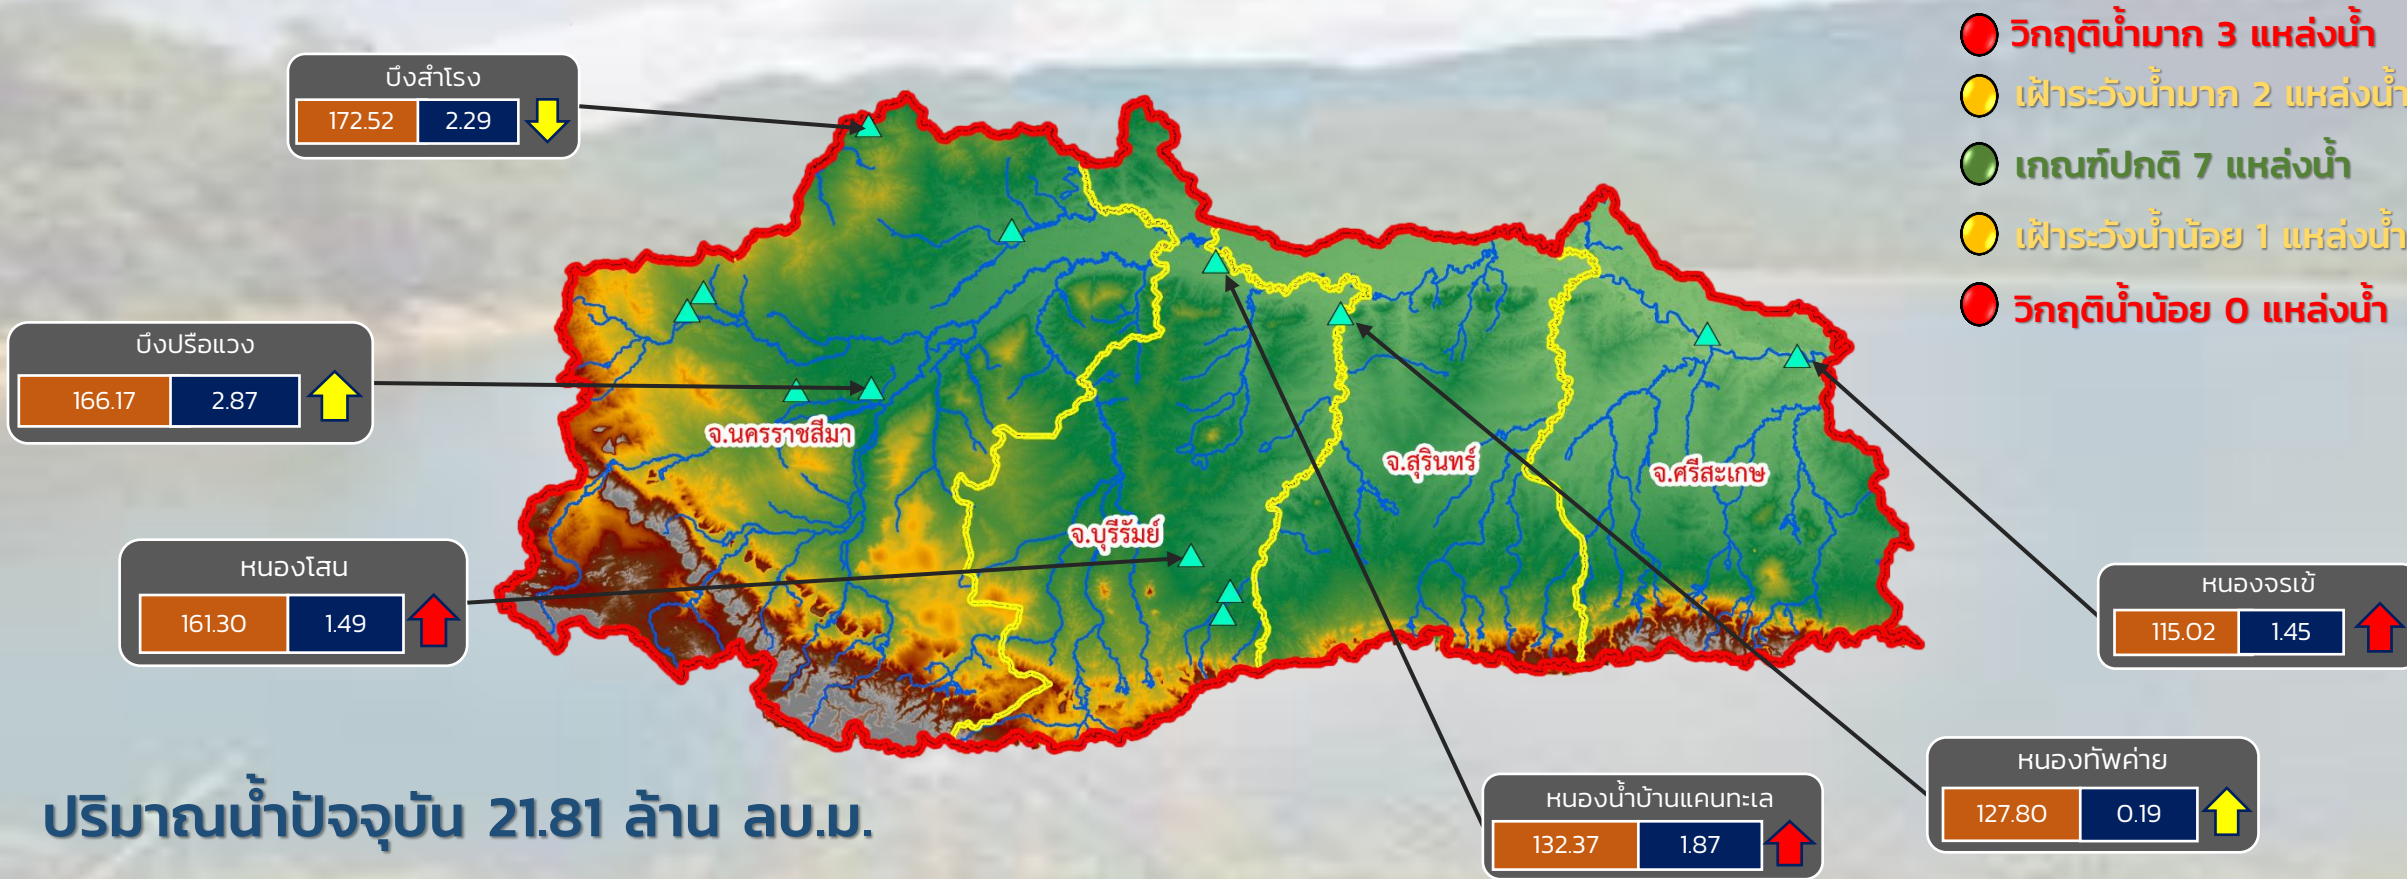 วิกฤติน้ำมาก 3 แหล่งน้ำ
เฝ้าระวังน้ำมาก 2 แหล่งน้ำ
เกณฑ์ปกติ 7 แหล่งน้ำ
เฝ้าระวังน้ำน้อย 1 แหล่งน้ำ
วิกฤติน้ำน้อย 0 แหล่งน้ำ
บึงสำโรง
172.52 2.29
บึงปรือแวง
166.17 2.87
หนองโสน
161.30 1.49
จ.นครราชสีมา
จ.บุรีรัมย์
จ.สุรินทร์
จ.ศรีสะเกษ
หนองจรเข้
115.02 1.45
หนองทัพค่าย
127.80 0.19
หนองน้ำบ้านแคนทะเล
132.37 1.87
ปริมาณน้ำปัจจุบัน 21.81 ล้าน ลบ.ม.